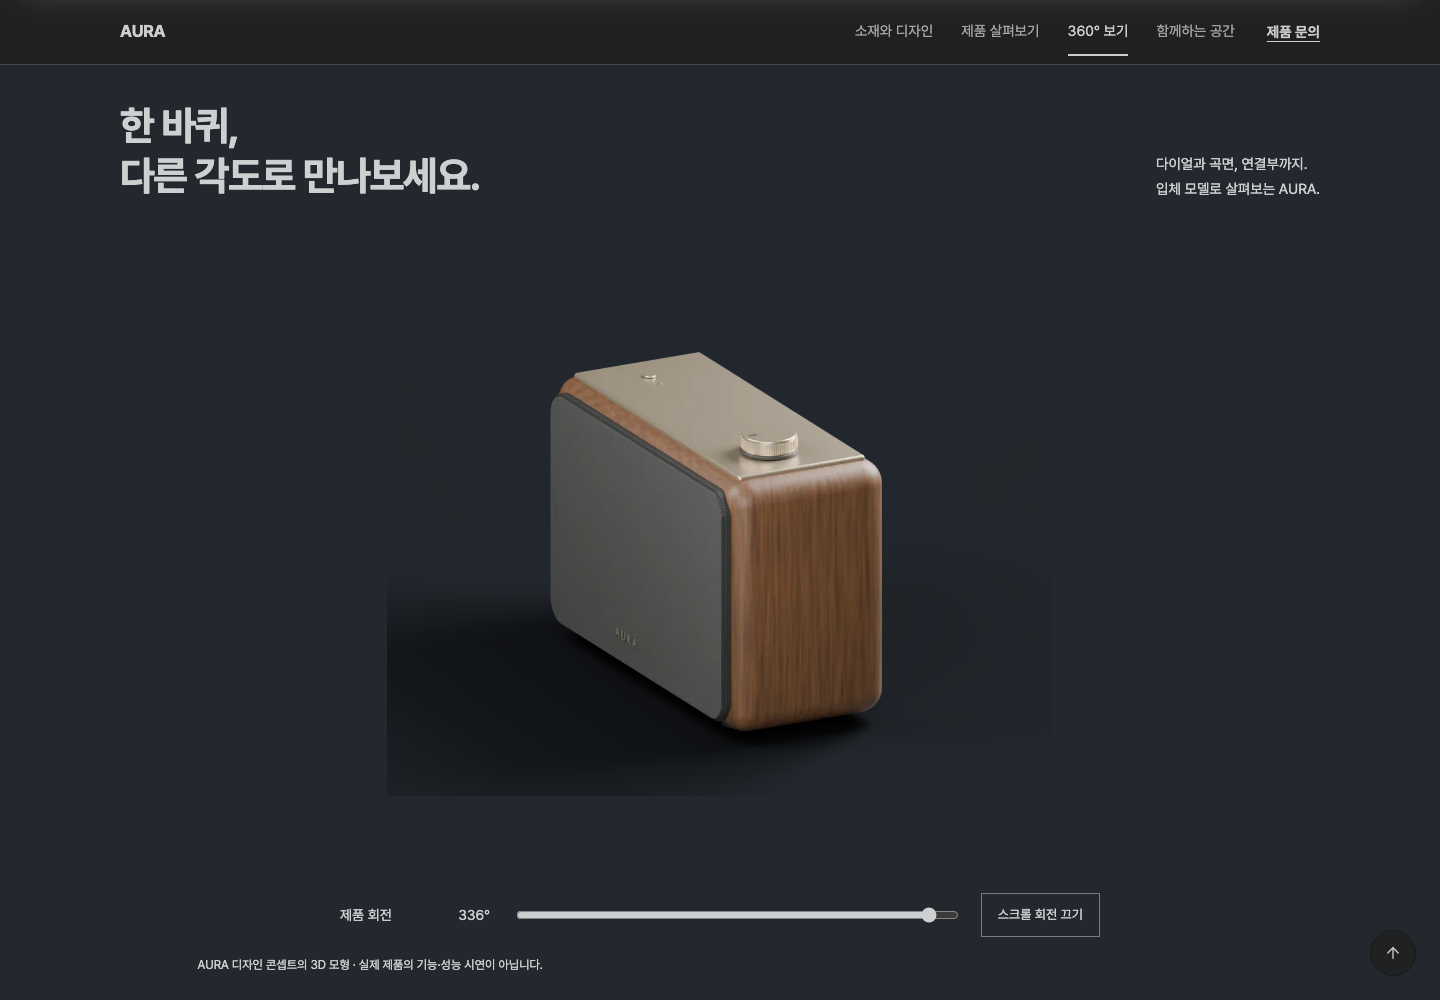 AURA
소재와 디자인
제품 살펴보기
360° 보기
함께하는 공간
제품 문의
한 바퀴,
다른 각도로 만나보세요.
다이얼과 곡면, 연결부까지.
입체 모델로 살펴보는 AURA.
AURA
제품 회전
336°
스크롤 회전 끄기
AURA 디자인 콘셉트의 3D 모형 · 실제 제품의 기능·성능 시연이 아닙니다.